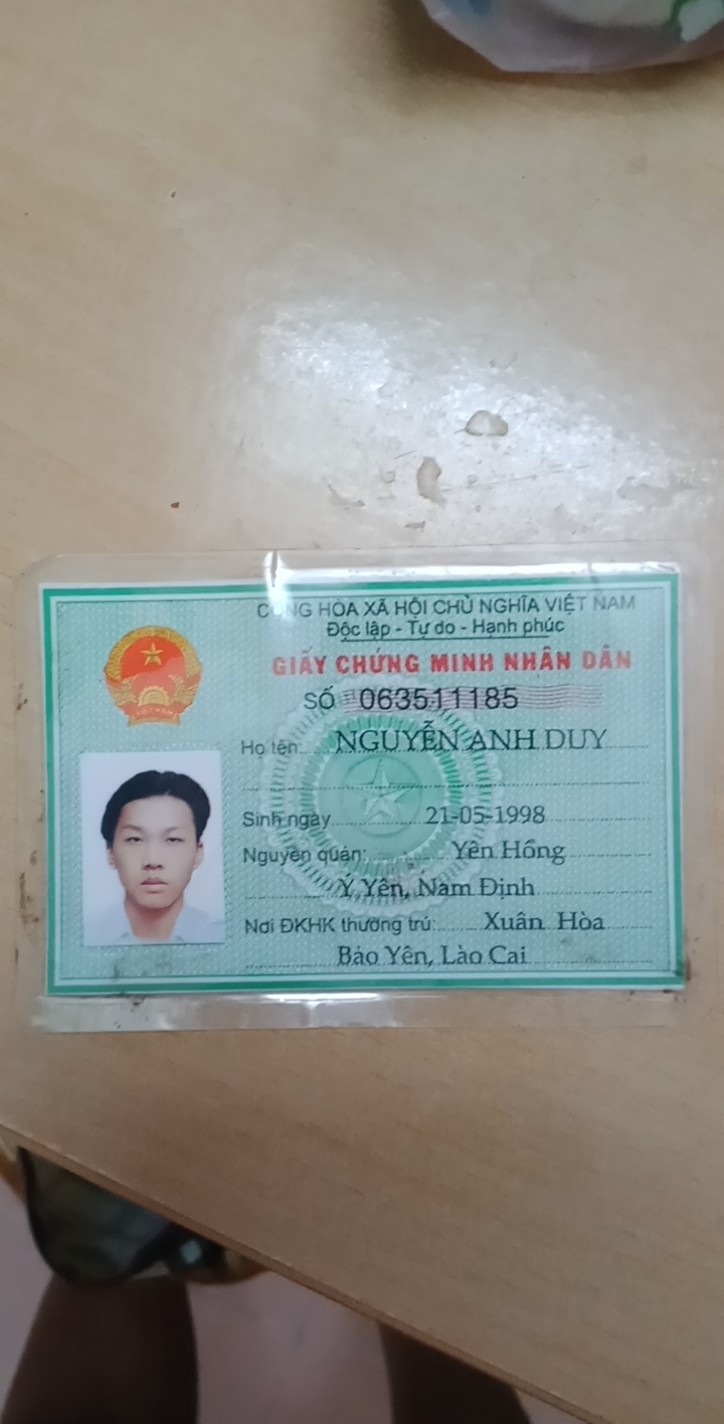 CỘNG HÒA XÃ HỘI CHỦ NGHĨA VIỆT NAM
Độc lập - Tự do - Hạnh phúc
GIẤY CHỨNG MINH NHÂN DÂN
SỐ 063511185
Họ tên: NGUYỄN ANH DUY
Sinh ngày 21-05-1998
Nguyên quán: Yên Hồng
Ý Yên, Nam Định
Nơi ĐKHK thường trú: Xuân Hòa
Bảo Yên, Lào Cai